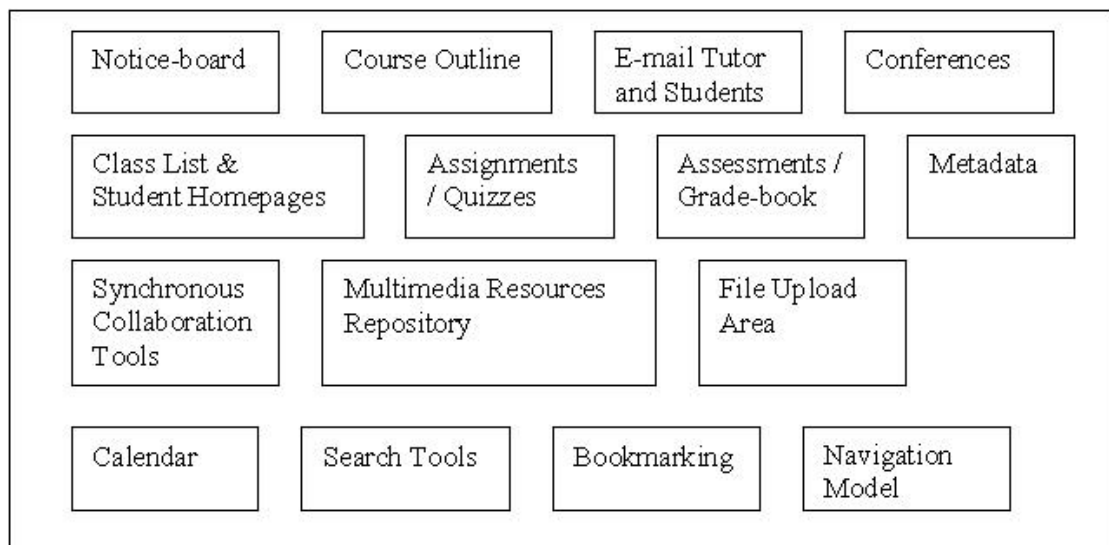 Notice-board
Course Outline
E-mail Tutor
and Students
Conferences
Class List &
Student Homepages
Assignments
/ Quizzes
Assessments /
Grade-book
Metadata
Synchronous
Collaboration
Tools
Multimedia Resources
Repository
File Upload
Area
Calendar
Search Tools
Bookmarking
Navigation
Model